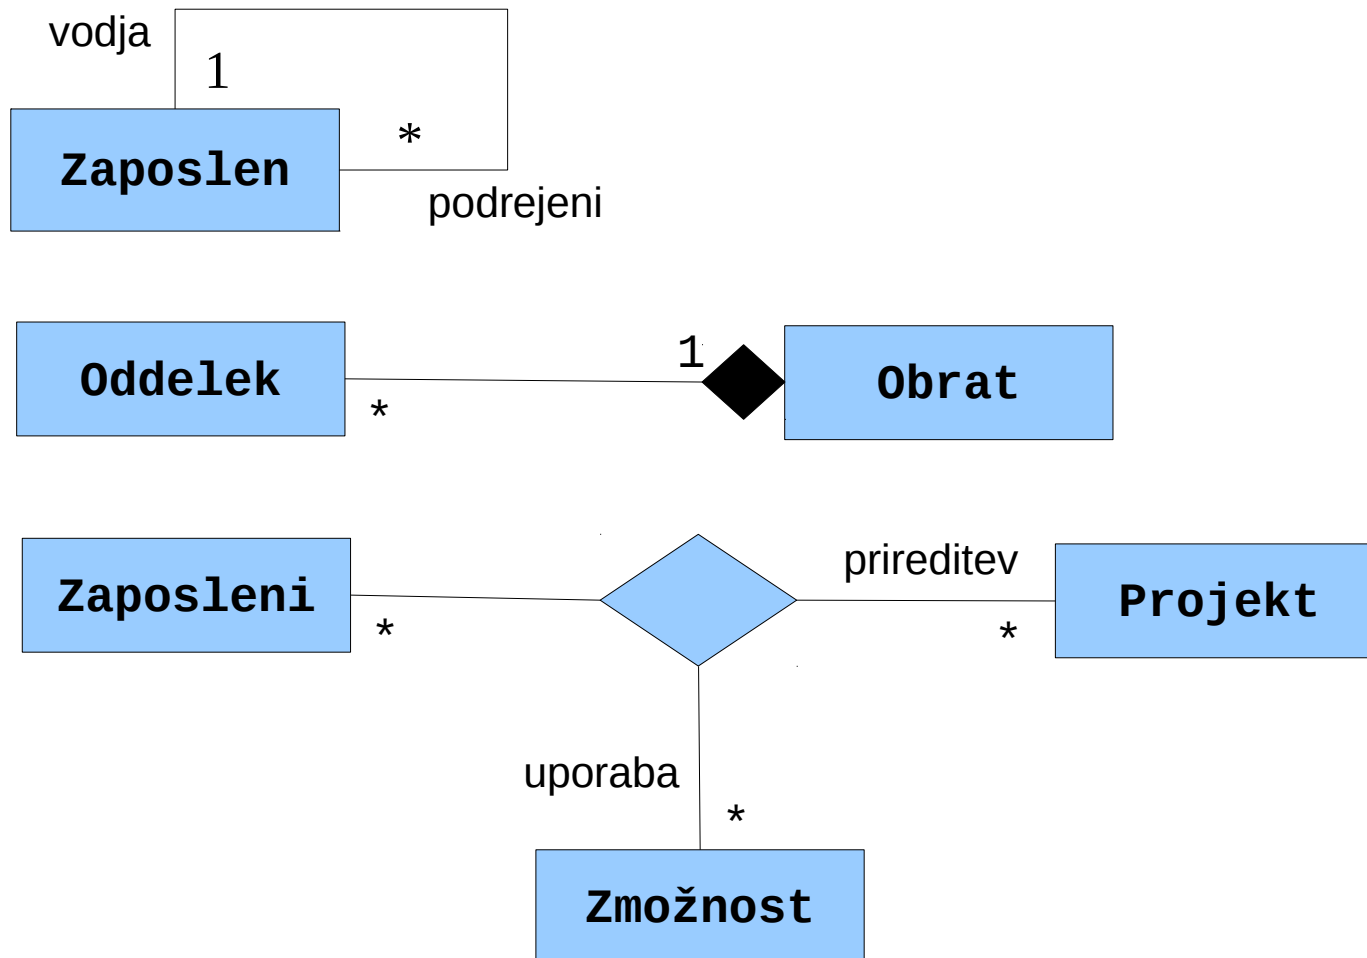 vodja
1
*
Zaposlen
podrejeni
1
Oddelek
Obrat
*
prireditev
Zaposleni
Projekt
*
*
uporaba
*
Zmožnost